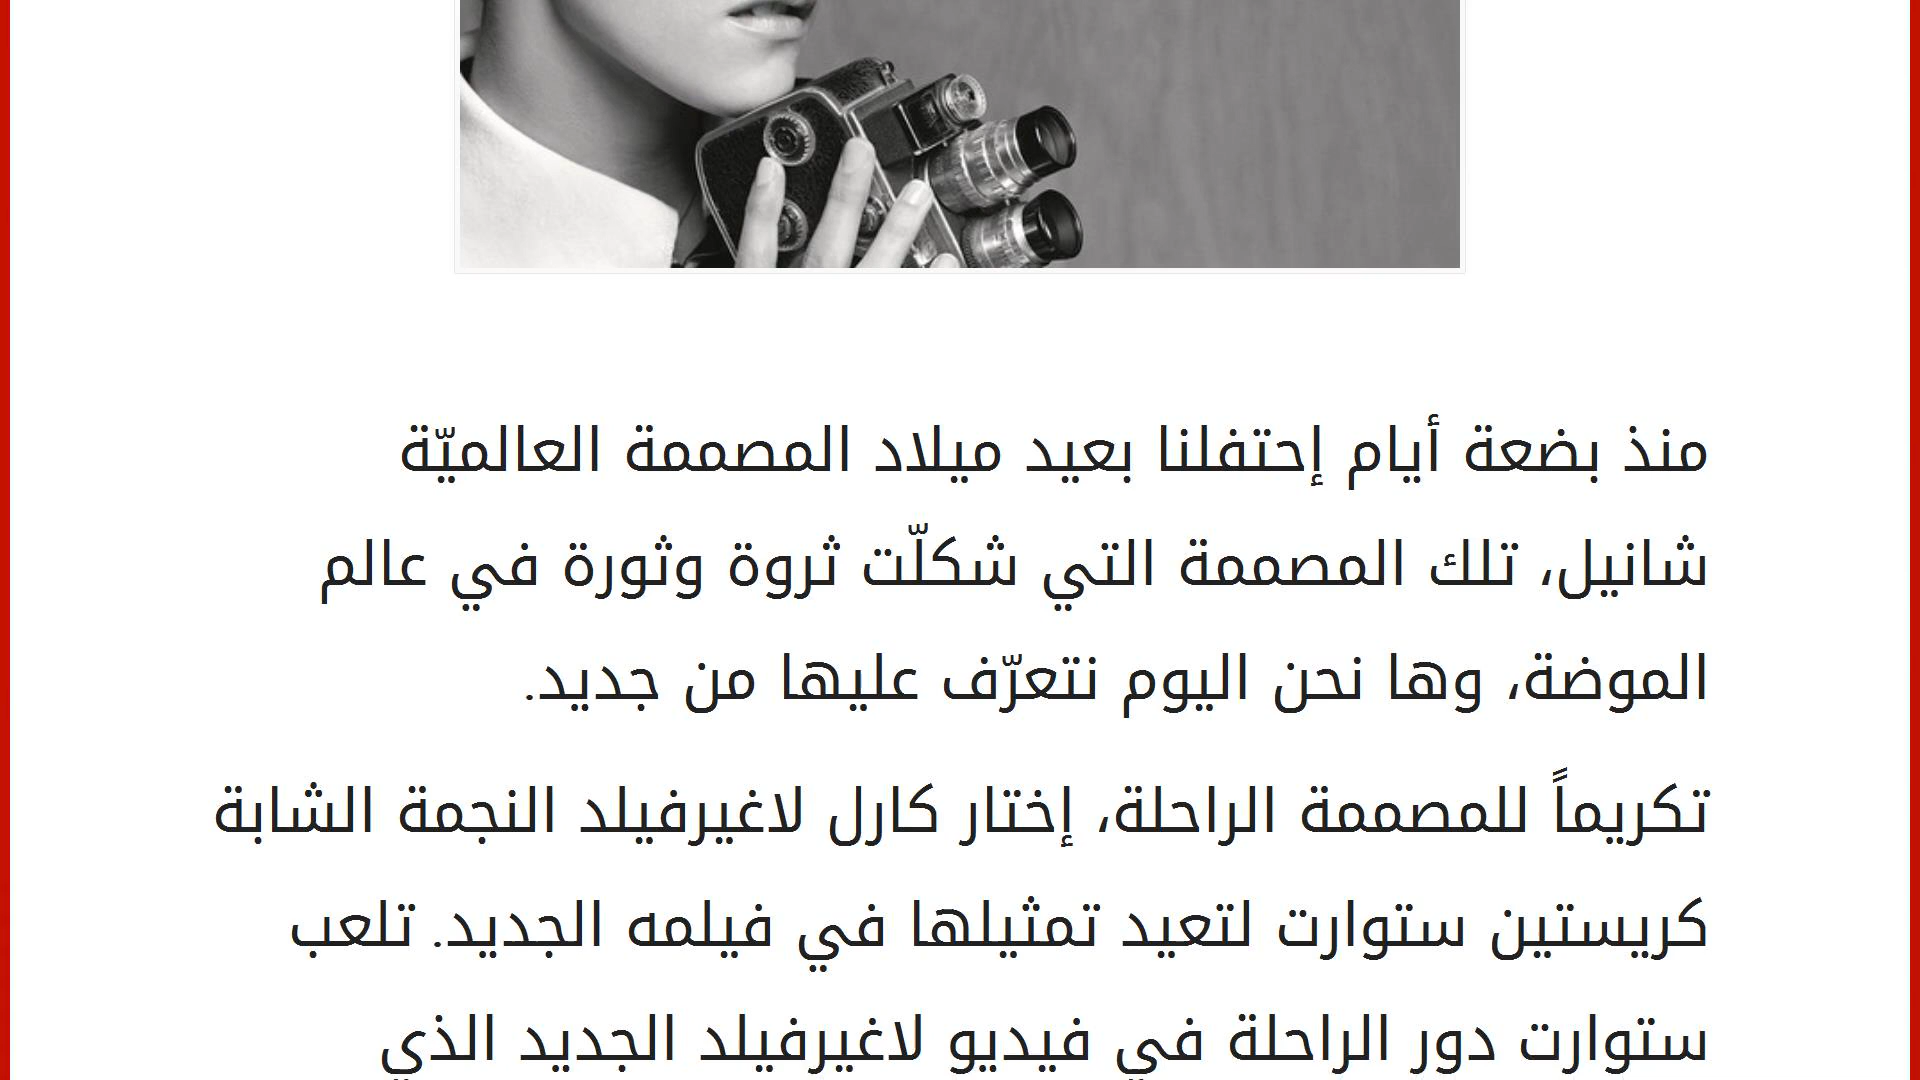 منذ بضعة أيام إحتفلنا بعيد ميلاد المصممة العالميّة
شانيل، تلك المصممة التي شكلّت ثروة وثورة في عالم
الموضة، وها نحن اليوم نتعرّف عليها من جديد.
تكريماً للمصممة الراحلة، إختار كارل لاغيرفيلد النجمة الشابة
كريستين ستوارت لتعيد تمثيلها في فيلمه الجديد. تلعب
ستوارت دور الراحلة في فيديو لاغيرفيلد الجديد الذي